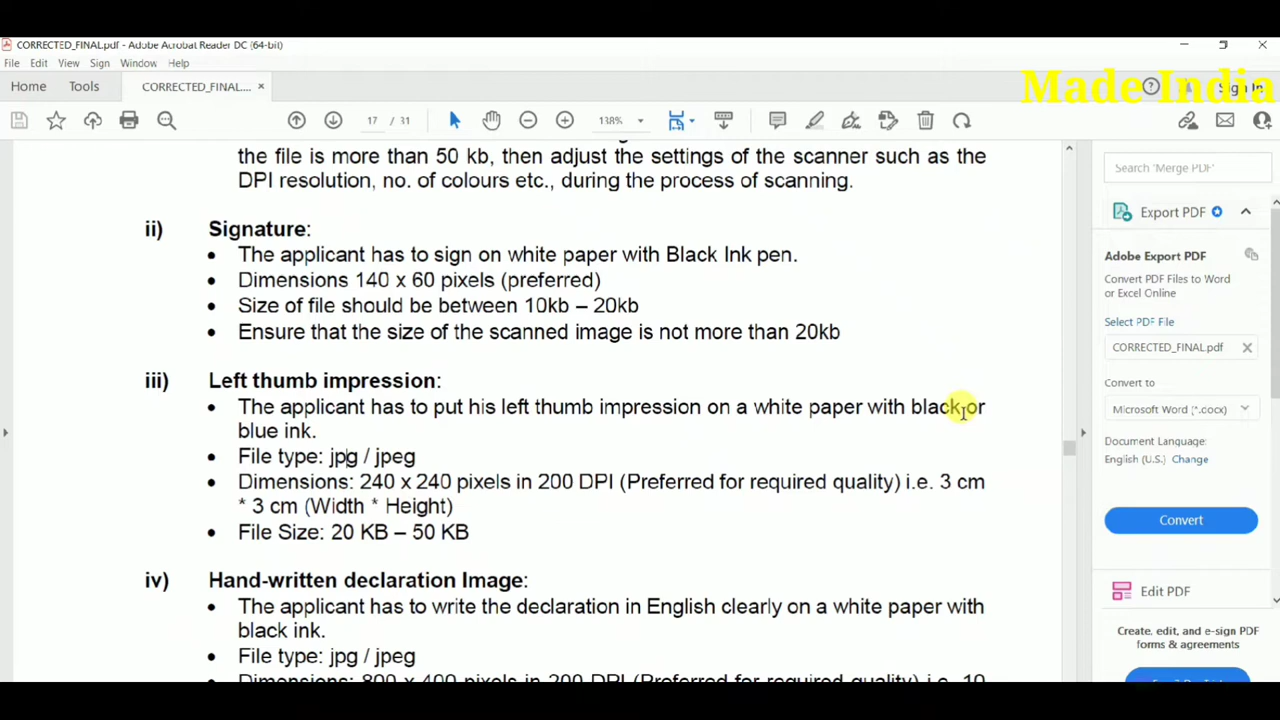 CORRECTED_FINAL.pdf - Adobe Acrobat Reader DC (64-bit)
File Edit View Sign Window Help
Made India
Home Tools CORRECTED_FINAL.... × Sign In
17 / 31 138%
the file is more than 50 kb, then adjust the settings of the scanner such as the
DPI resolution, no. of colours etc., during the process of scanning.
ii) Signature:
• The applicant has to sign on white paper with Black Ink pen.
• Dimensions 140 x 60 pixels (preferred)
• Size of file should be between 10kb – 20kb
• Ensure that the size of the scanned image is not more than 20kb
iii) Left thumb impression:
• The applicant has to put his left thumb impression on a white paper with black or
blue ink.
• File type: jpg / jpeg
• Dimensions: 240 x 240 pixels in 200 DPI (Preferred for required quality) i.e. 3 cm
* 3 cm (Width * Height)
• File Size: 20 KB – 50 KB
iv) Hand-written declaration Image:
• The applicant has to write the declaration in English clearly on a white paper with
black ink.
• File type: jpg / jpeg
Dimensions: 800 x 400 pixels in 200 DPI (Preferred for required quality) i.e. 10
Search 'Merge PDF'
Export PDF
Adobe Export PDF
Convert PDF Files to Word
or Excel Online
Select PDF File
CORRECTED_FINAL.pdf
Convert to
Microsoft Word (*.docx)
Document Language:
English (U.S.) Change
Convert
Edit PDF
Create, edit, and e-sign PDF
forms & agreements